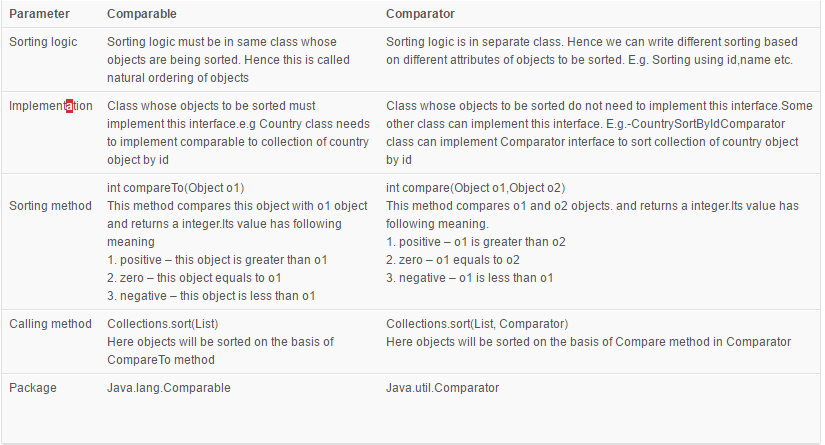 Parameter Comparable Comparator
Sorting logic
Sorting logic must be in same class whose
objects are being sorted. Hence this is called
natural ordering of objects
Sorting logic is in separate class. Hence we can write different sorting based
on different attributes of objects to be sorted. E.g. Sorting using id,name etc.
Implementation
Class whose objects to be sorted must
implement this interface.e.g Country class needs
to implement comparable to collection of country
object by id
Class whose objects to be sorted do not need to implement this interface.Some
other class can implement this interface. E.g.-CountrySortByIdComparator
class can implement Comparator interface to sort collection of country object
by id
Sorting method
int compareTo(Object o1)
This method compares this object with o1 object
and returns a integer.Its value has following
meaning
1. positive – this object is greater than o1
2. zero – this object equals to o1
3. negative – this object is less than o1
int compare(Object o1,Object o2)
This method compares o1 and o2 objects. and returns a integer.Its value has
following meaning.
1. positive – o1 is greater than o2
2. zero – o1 equals to o2
3. negative – o1 is less than o1
Calling method
Collections.sort(List)
Here objects will be sorted on the basis of
CompareTo method
Collections.sort(List, Comparator)
Here objects will be sorted on the basis of Compare method in Comparator
Package
Java.lang.Comparable
Java.util.Comparator